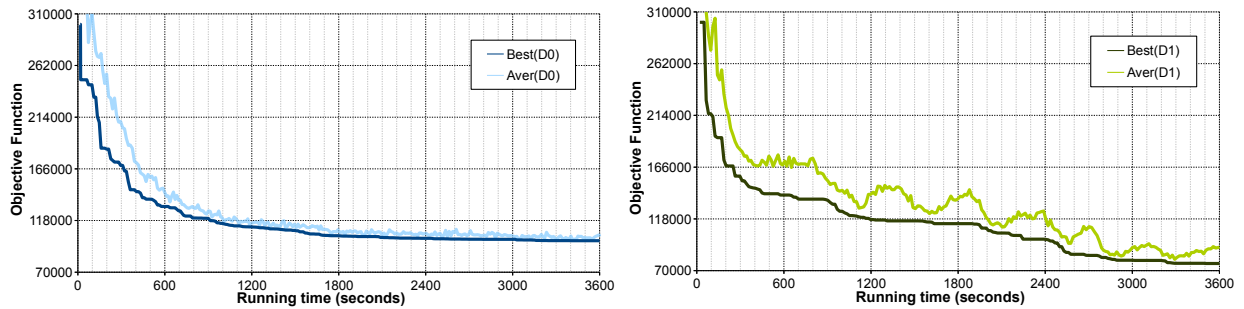 310000
262000
214000
166000
118000
70000
Objective Function
0 600 1200 1800 2400 3000 3600
Running time (seconds)
Best(D0)
Aver(D0)
310000
262000
214000
166000
118000
70000
Objective Function
0 600 1200 1800 2400 3000 3600
Running time (seconds)
Best(D1)
Aver(D1)